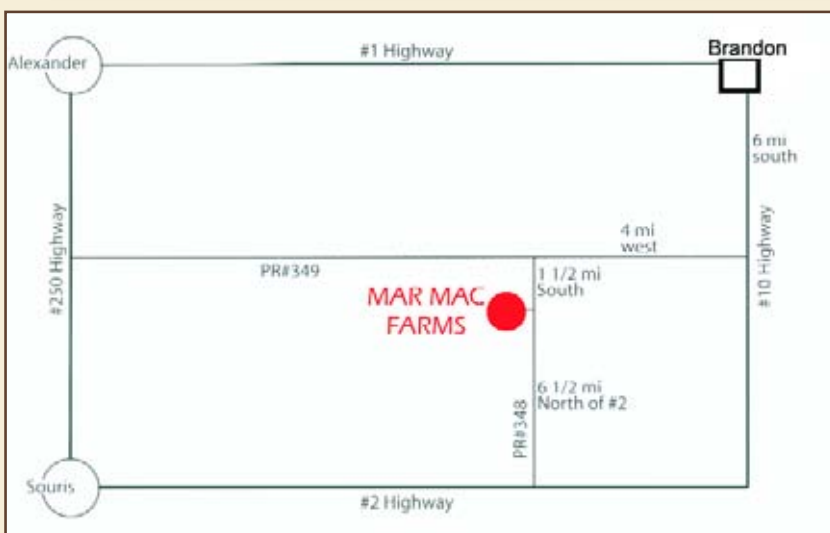 #1 Highway
Brandon
Alexander
6 mi
south
#250 Highway
4 mi
west
#10 Highway
PR#349
1 1/2 mi
South
MAR MAC
FARMS
6 1/2 mi
North of #2
PR#348
Souris
#2 Highway